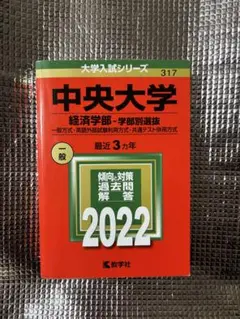 大学入試シリーズ
317
中央大学
経済学部-学部別選抜
一般方式・英語外部試験利用方式・共通テスト併用方式
最近3カ年
一般
傾向と対策
過去問
解答
2022
教学社